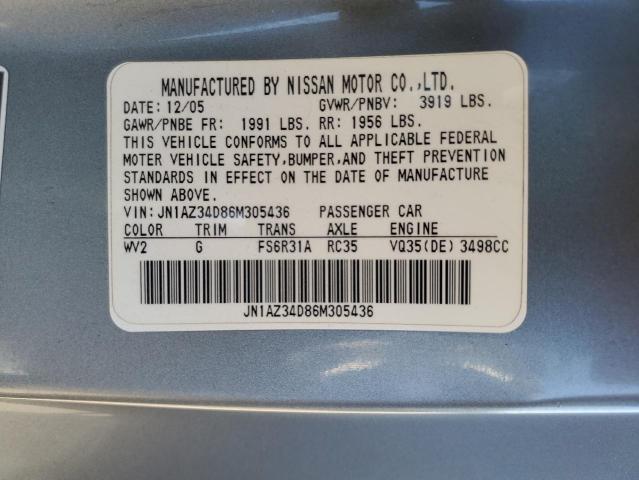 MANUFACTURED BY NISSAN MOTOR CO.,LTD.
DATE: 12/05 GVWR/PNBV: 3919 LBS.
GAWR/PNBE FR: 1991 LBS. RR: 1956 LBS.
THIS VEHICLE CONFORMS TO ALL APPLICABLE FEDERAL
MOTER VEHICLE SAFETY,BUMPER,AND THEFT PREVENTION
STANDARDS IN EFFECT ON THE DATE OF MANUFACTURE
SHOWN ABOVE.
VIN: JN1AZ34D86M305436 PASSENGER CAR
COLOR TRIM TRANS AXLE ENGINE
WV2 G FS6R31A RC35 VQ35(DE) 3498CC
JN1AZ34D86M305436